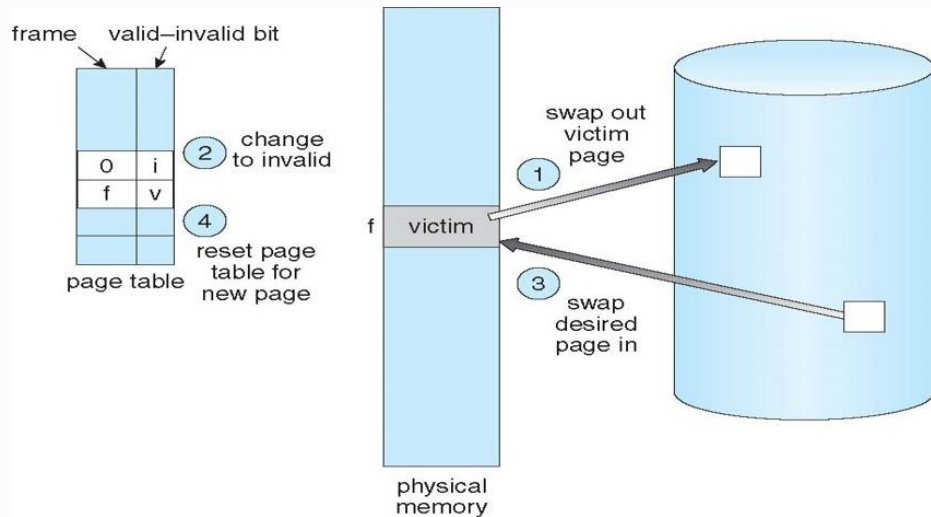 frame
valid–invalid bit
0
i
f
v
page table
2
change
to invalid
4
reset page
table for
new page
f
victim
physical
memory
1
swap out
victim
page
3
swap
desired
page in